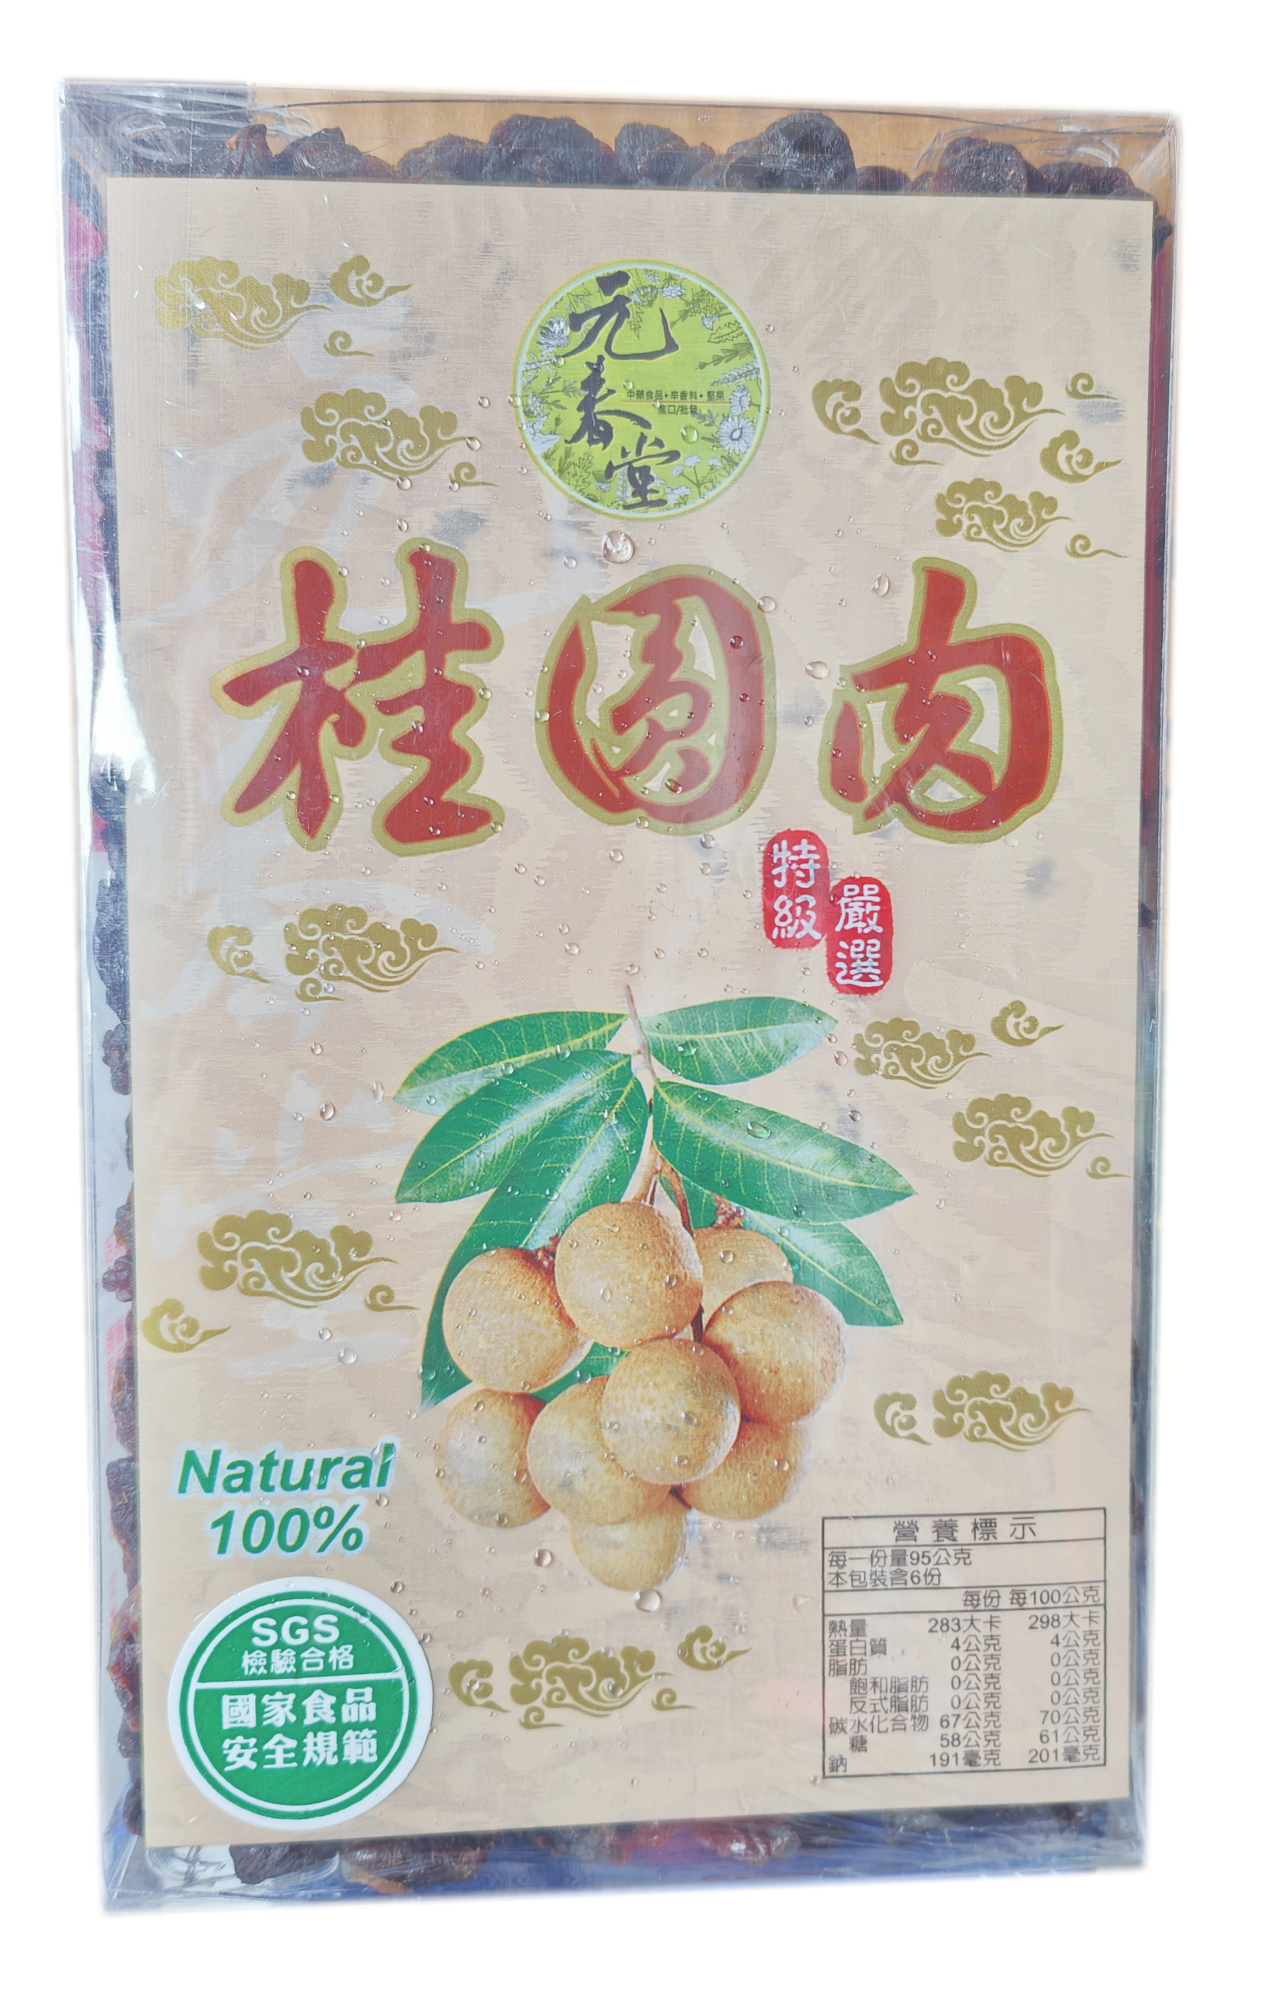 元春堂
中藥食品•辛香料•堅果
進口/批發
桂圓肉
特級
嚴選
Natural
100%
SGS
檢驗合格
國家食品
安全規範
營養標示
每一份量95公克
本包裝含6份
每份 每100公克
熱量 283大卡 298大卡
蛋白質 4公克 4公克
脂肪 0公克 0公克
飽和脂肪 0公克 0公克
反式脂肪 0公克 0公克
碳水化合物 67公克 70公克
糖 58公克 61公克
鈉 191毫克 201毫克